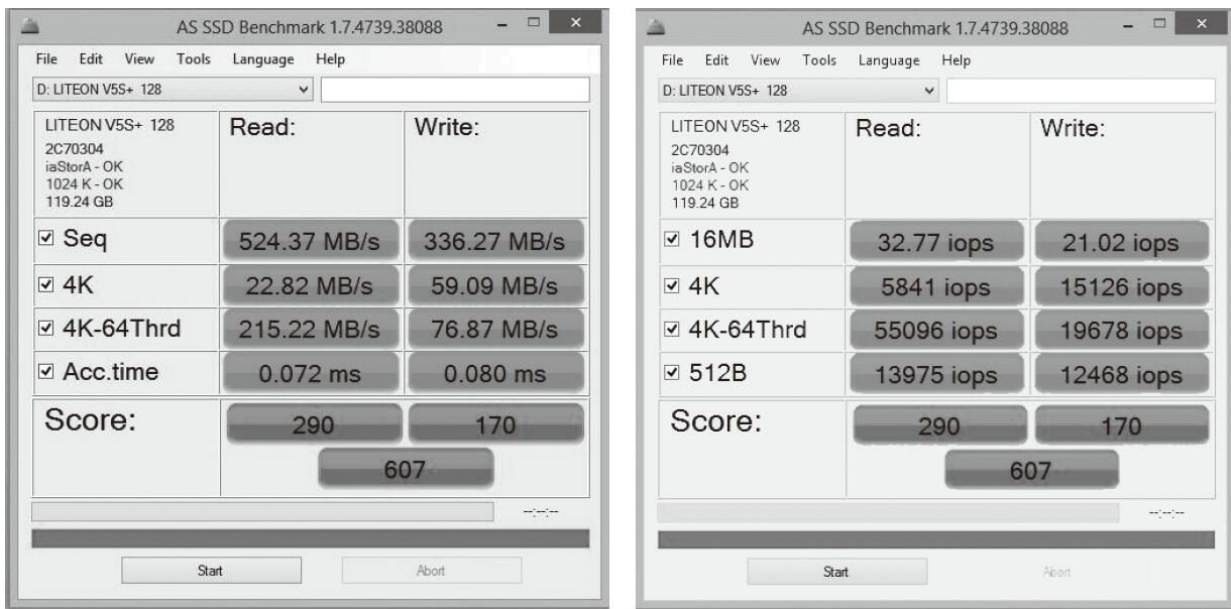 AS SSD Benchmark 1.7.4739.38088
File Edit View Tools Language Help
D: LITEON V5S+ 128
LITEON V5S+ 128
2C70304
iaStorA - OK
1024 K - OK
119.24 GB
Read: Write:
Seq 524.37 MB/s 336.27 MB/s
4K 22.82 MB/s 59.09 MB/s
4K-64Thrd 215.22 MB/s 76.87 MB/s
Acc.time 0.072 ms 0.080 ms
Score: 290 170
607
--:--:--
Start Abort
AS SSD Benchmark 1.7.4739.38088
File Edit View Tools Language Help
D: LITEON V5S+ 128
LITEON V5S+ 128
2C70304
iaStorA - OK
1024 K - OK
119.24 GB
Read: Write:
16MB 32.77 iops 21.02 iops
4K 5841 iops 15126 iops
4K-64Thrd 55096 iops 19678 iops
512B 13975 iops 12468 iops
Score: 290 170
607
--:--:--
Start Abort